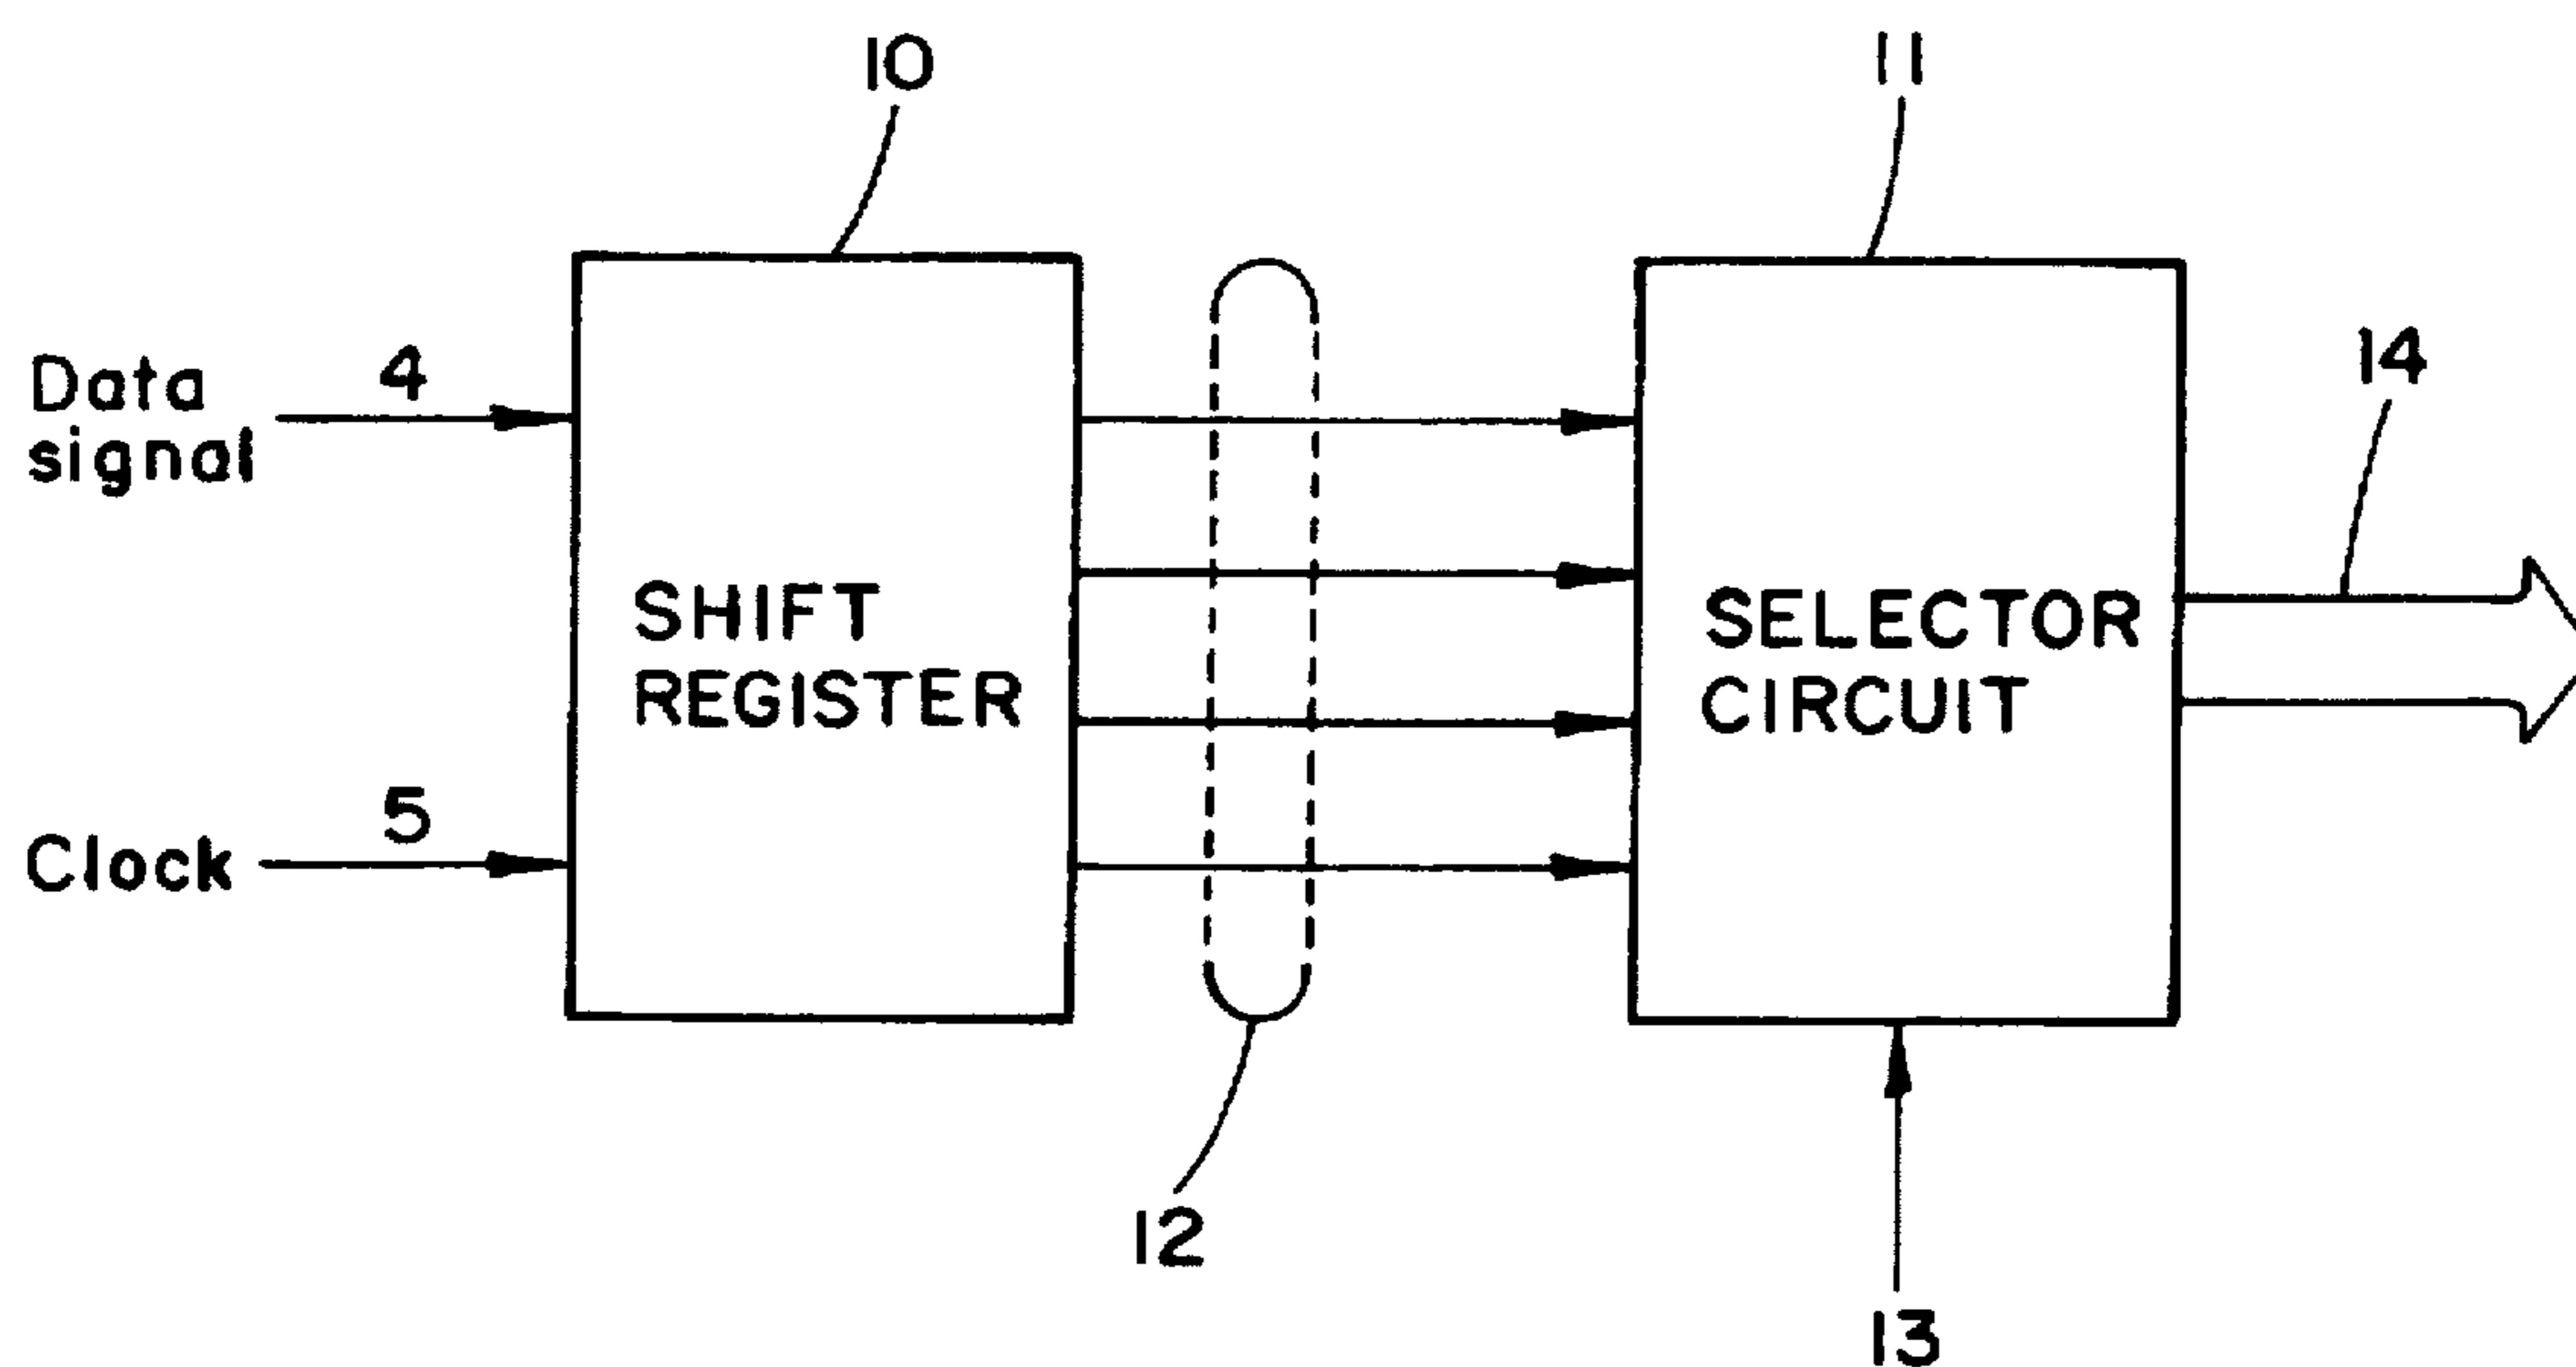 10
11
Data
signal
4
14
SHIFT
REGISTER
SELECTOR
CIRCUIT
Clock
5
12
13